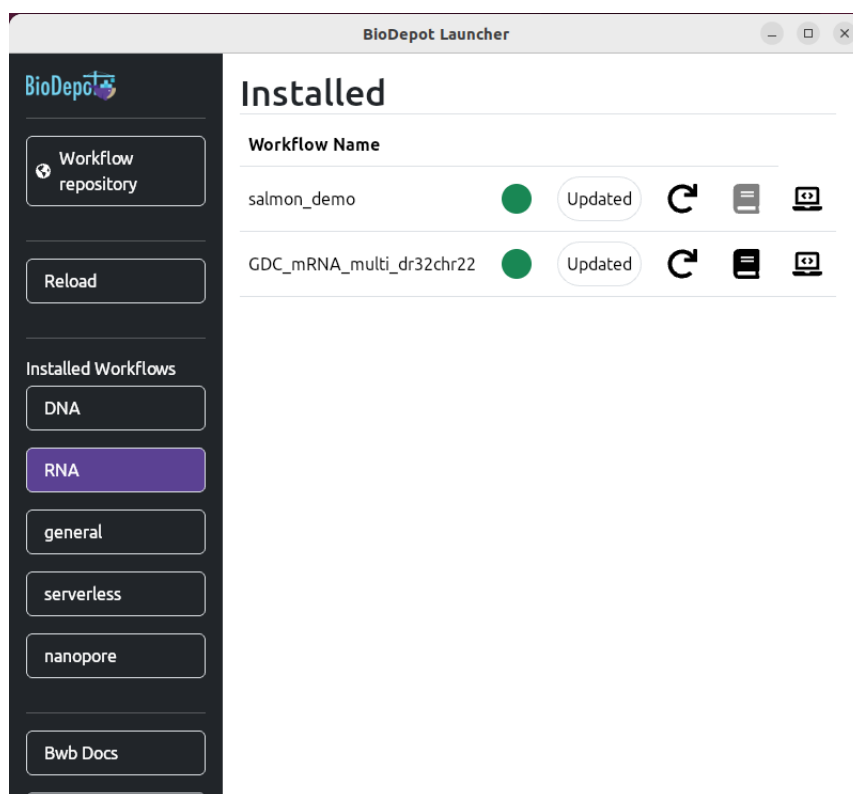 BioDepot Launcher
BioDepot
Workflow
repository
Reload
Installed Workflows
DNA
RNA
general
serverless
nanopore
Bwb Docs
Installed
Workflow Name
salmon_demo
Updated
GDC_mRNA_multi_dr32chr22
Updated